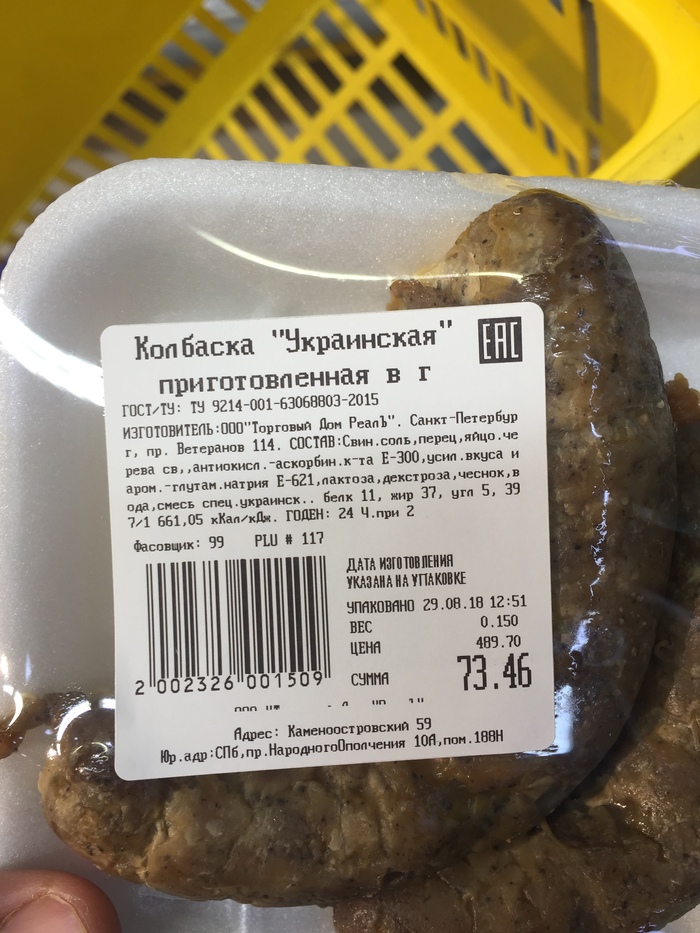 Колбаска "Украинская"
EAC
приготовленная в г
ГОСТ/ТУ: ТУ 9214-001-63068803-2015
ИЗГОТОВИТЕЛЬ:ООО"Торговый Дом РеалЪ". Санкт-Петербур
г, пр. Ветеранов 114. СОСТАВ:Свин.соль,перец,яйцо.че
рева св,,антиокисл.-аскорбин.к-та Е-300,усил.вкуса и
аром.-глутам.натрия Е-621,лактоза,декстроза,чеснок,в
ода,смесь спец.украинск.. белк 11, жир 37, угл 5, 39
7/1 661,05 кКал/кДж. ГОДЕН: 24 Ч.при 2
Фасовщик: 99 PLU # 117
ДАТА ИЗГОТОВЛЕНИЯ
УКАЗАНА НА УПАКОВКЕ
УПАКОВАНО 29.08.18 12:51
ВЕС 0.150
ЦЕНА 489.70
СУММА 73.46
2 002326 001509
Адрес: Каменоостровский 59
Юр.адр:СПб,пр.НародногоОполчения 10А,пом.188Н